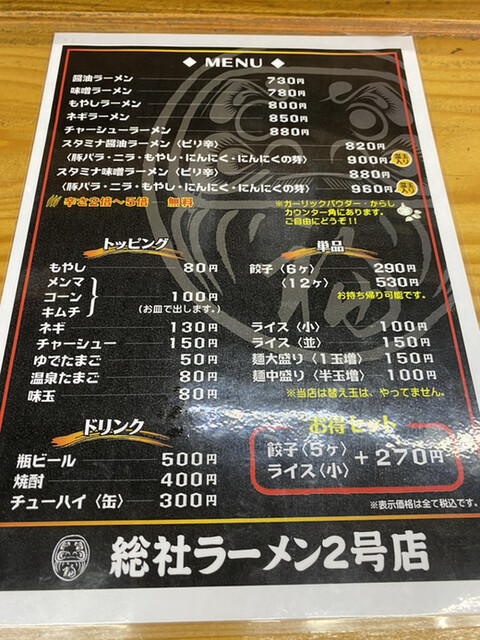 ◆ MENU ◆
醤油ラーメン 730円
味噌ラーメン 780円
もやしラーメン 800円
ネギラーメン 850円
チャーシューラーメン 880円
スタミナ醤油ラーメン〈ピリ辛〉 820円
〈豚バラ・ニラ・もやし・にんにく・にんにくの芽〉 900円 温玉入り
スタミナ味噌ラーメン〈ピリ辛〉 880円
〈豚バラ・ニラ・もやし・にんにく・にんにくの芽〉 960円 温玉入り
辛さ2倍〜5倍 無料
※ガーリックパウダー・からし
カウンター角にあります。
ご自由にどうぞ!!
トッピング
もやし 80円
メンマ
コーン 100円
キムチ (お皿で出します。)
ネギ 130円
チャーシュー 150円
ゆでたまご 50円
温泉たまご 80円
味玉 80円
単品
餃子〈6ヶ〉 290円
〈12ヶ〉 530円
お持ち帰り可能です。
ライス〈小〉 100円
ライス〈並〉 150円
麺大盛り〈1玉増〉 150円
麺中盛り〈半玉増〉 100円
※当店は替え玉は、やってません。
ドリンク
瓶ビール 500円
焼酎 400円
チューハイ〈缶〉 300円
お得セット
餃子〈5ヶ〉
ライス〈小〉 +270円
※表示価格は全て税込です。
総社ラーメン2号店